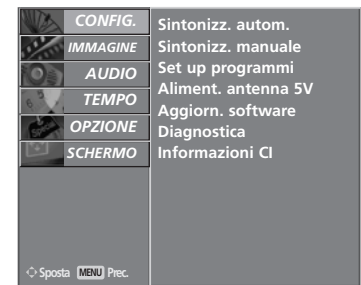 CONFIG.
IMMAGINE
AUDIO
TEMPO
OPZIONE
SCHERMO
Sintonizz. autom.
Sintonizz. manuale
Set up programmi
Aliment. antenna 5V
Aggiorn. software
Diagnostica
Informazioni CI
Sposta MENU Prec.